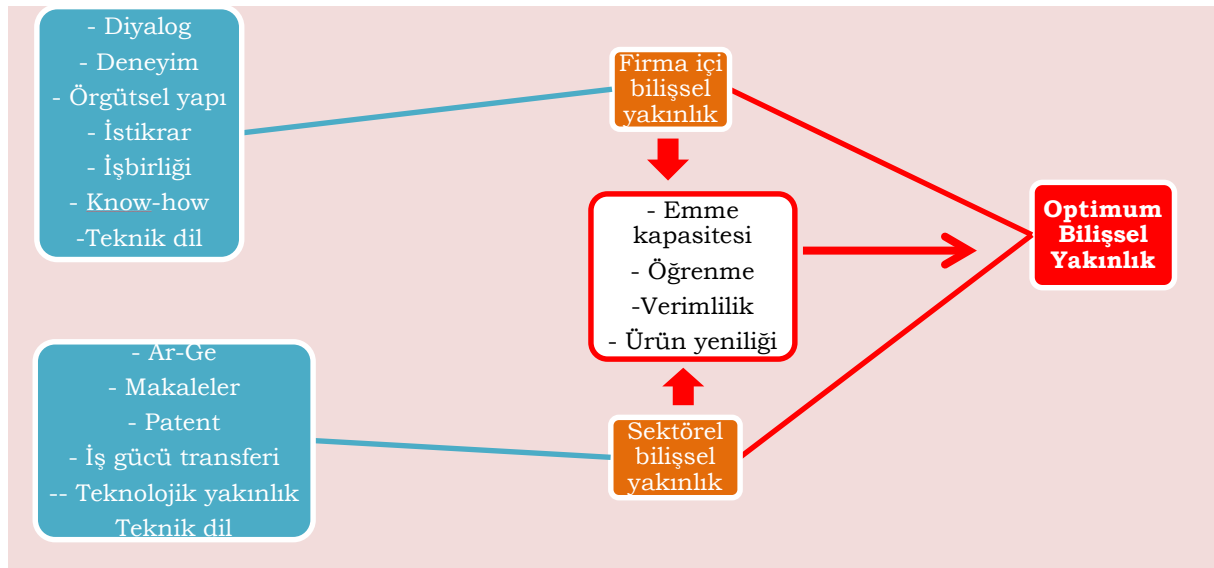 - Diyalog
- Deneyim
- Örgütsel yapı
- İstikrar
- İşbirliği
- Know-how
-Teknik dil
Firma içi
bilişsel
yakınlık
- Emme
kapasitesi
- Öğrenme
-Verimlilik
- Ürün yeniliği
Optimum
Bilişsel
Yakınlık
- Ar-Ge
- Makaleler
- Patent
- İş gücü transferi
-- Teknolojik yakınlık
Teknik dil
Sektörel
bilişsel
yakınlık